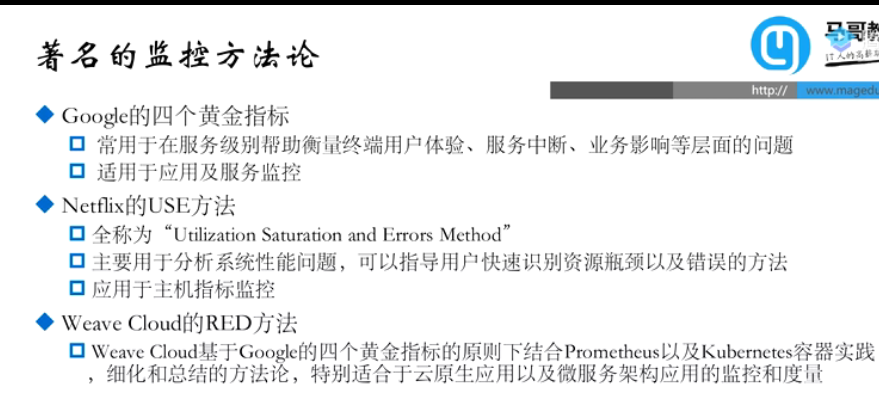 著名的监控方法论
马哥教
IT人的高薪
http:// www.magedu
Google的四个黄金指标
常用于在服务级别帮助衡量终端用户体验、服务中断、业务影响等层面的问题
适用于应用及服务监控
Netflix的USE方法
全称为“Utilization Saturation and Errors Method”
主要用于分析系统性能问题，可以指导用户快速识别资源瓶颈以及错误的方法
应用于主机指标监控
Weave Cloud的RED方法
Weave Cloud基于Google的四个黄金指标的原则下结合Prometheus以及Kubernetes容器实践
，细化和总结的方法论，特别适合于云原生应用以及微服务架构应用的监控和度量